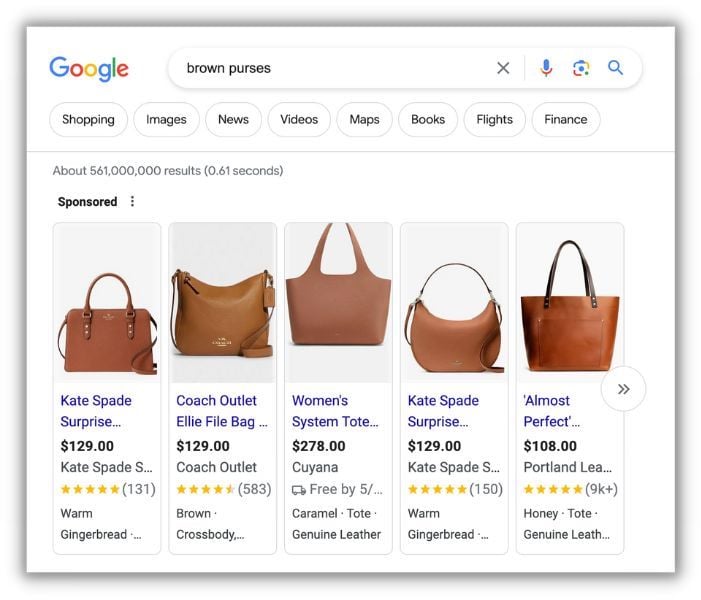 Google
brown purses
Shopping
Images
News
Videos
Maps
Books
Flights
Finance
About 561,000,000 results (0.61 seconds)
Sponsored
Kate Spade
Surprise...
$129.00
Kate Spade S...
(131)
Warm
Gingerbread ·...
COACH
Coach Outlet
Ellie File Bag ...
$129.00
Coach Outlet
(583)
Brown ·
Crossbody,...
Women's
System Tote...
$278.00
Cuyana
Free by 5/...
Caramel · Tote ·
Genuine Leather
Kate Spade
Surprise...
$129.00
Kate Spade S...
(150)
Warm
Gingerbread ·...
'Almost
Perfect'...
$108.00
Portland Lea...
(9k+)
Honey · Tote ·
Genuine Leath...